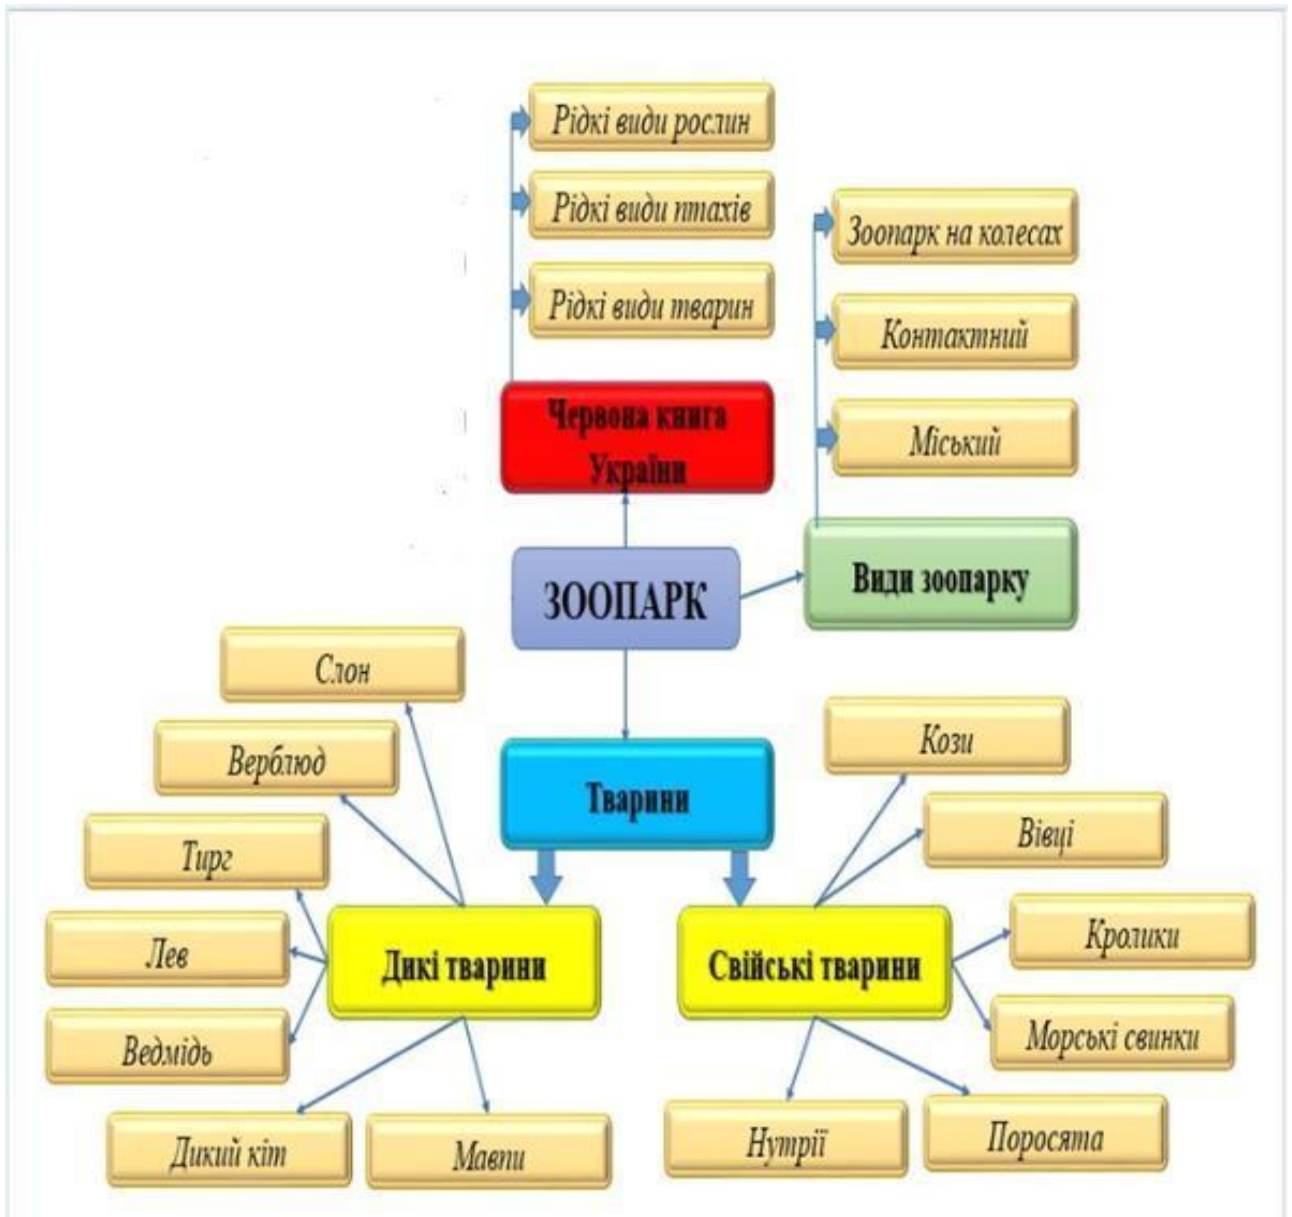 Рідкі види рослин
Рідкі види птахів
Рідкі види тварин
Червона книга
України
Зоопарк на колесах
Контактний
Міський
Види зоопарку
ЗООПАРК
Тварини
Слон
Верблюд
Тирг
Лев
Ведмідь
Дикий кіт
Мавпи
Дикі тварини
Свійські тварини
Кози
Вівці
Кролики
Морські свинки
Поросята
Нутрії